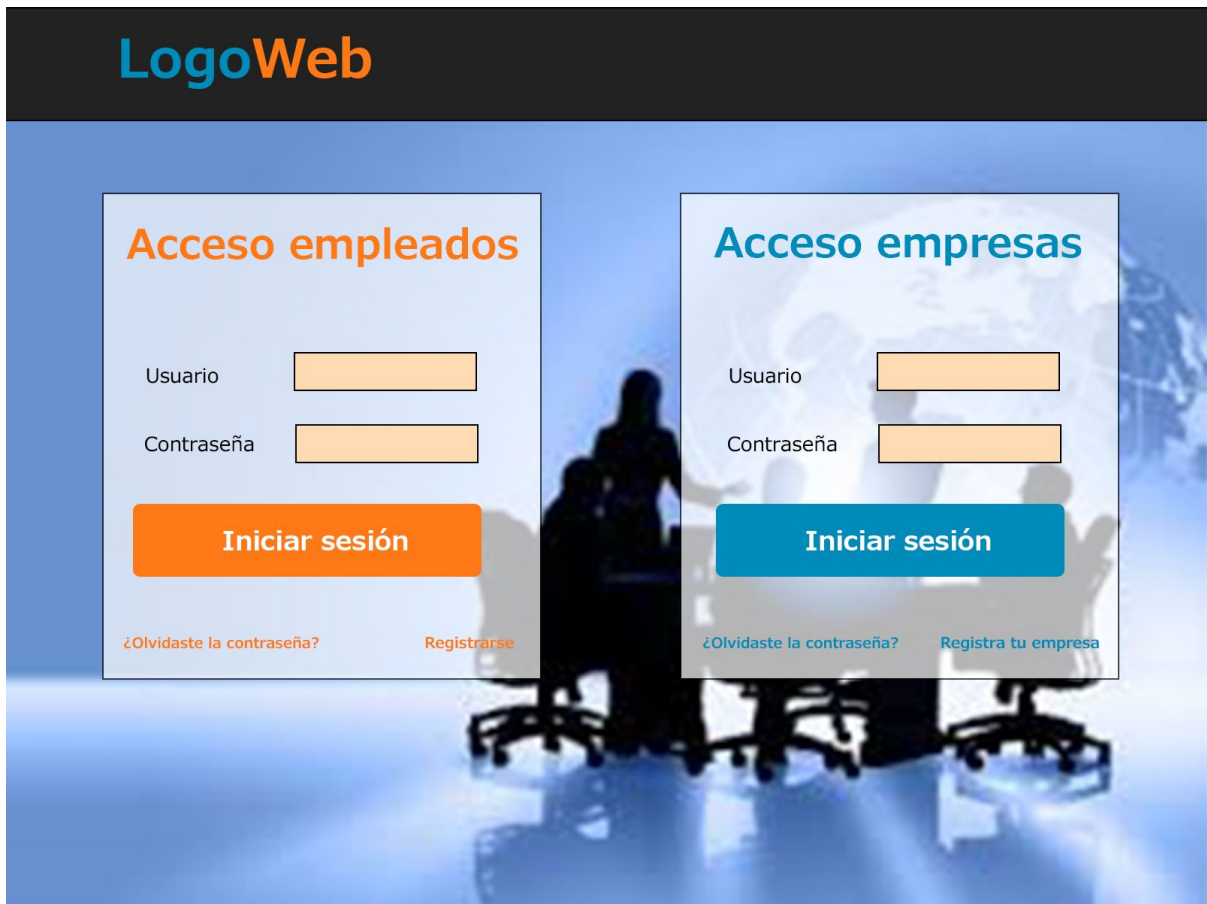 LogoWeb
Acceso empleados
Usuario
Contraseña
Iniciar sesión
¿Olvidaste la contraseña? Registrarse
Acceso empresas
Usuario
Contraseña
Iniciar sesión
¿Olvidaste la contraseña? Registra tu empresa